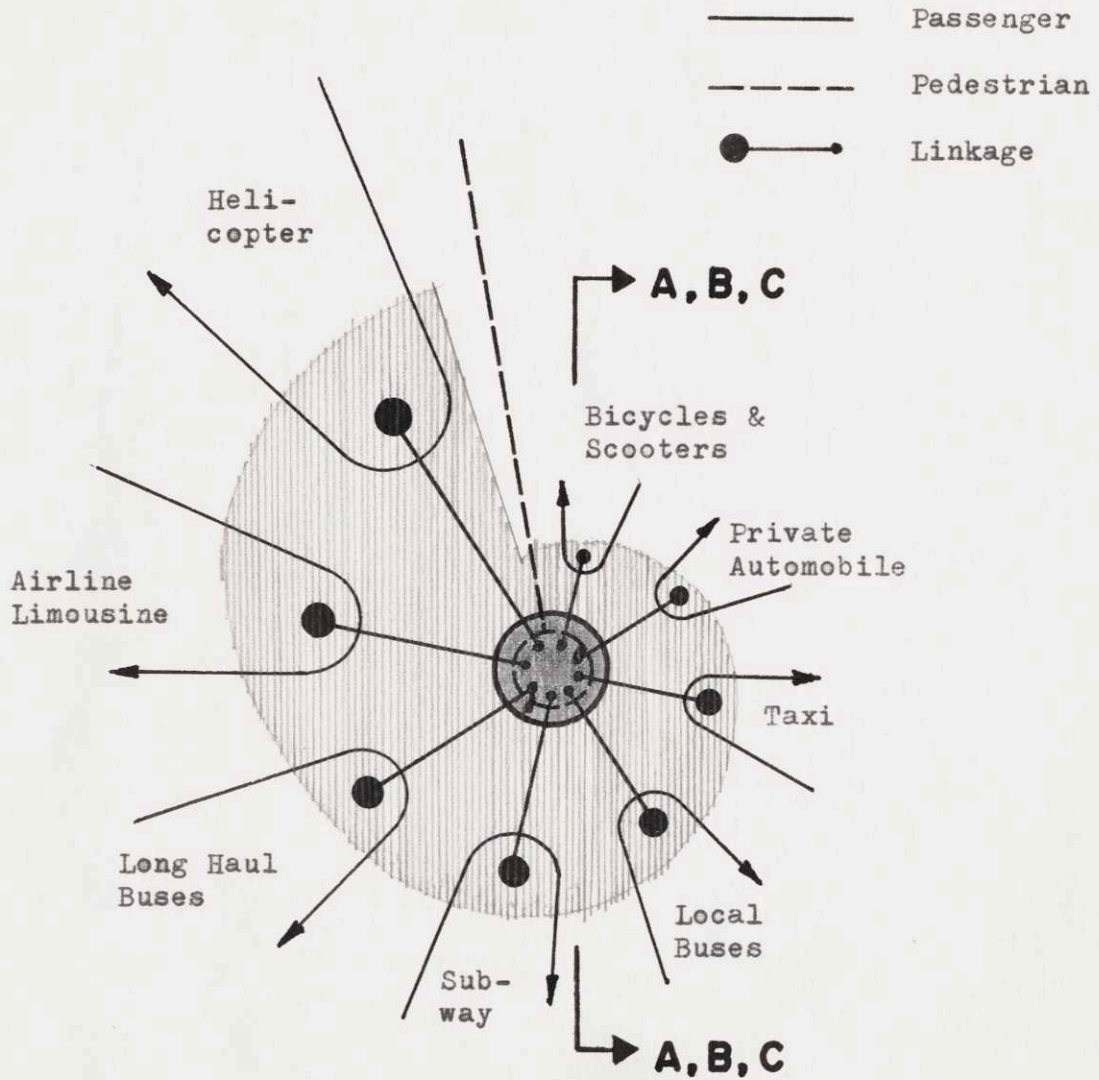 Passenger
Pedestrian
Linkage
Heli-
copter
A, B, C
Bicycles &
Scooters
Private
Automobile
Airline
Limousine
Taxi
Long Haul
Buses
Local
Buses
Sub-
way
A, B, C